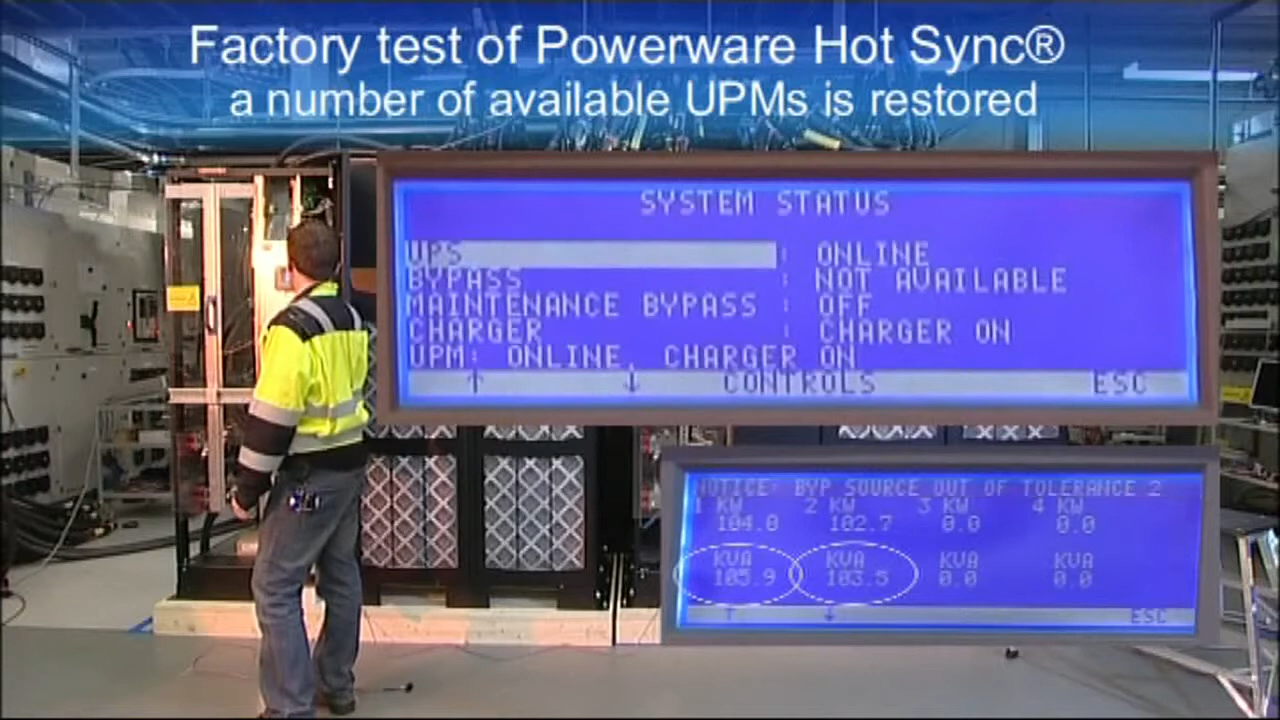 Factory test of Powerware Hot Sync®
a number of available UPMs is restored
SYSTEM STATUS
UPS : ONLINE
BYPASS : NOT AVAILABLE
MAINTENANCE BYPASS : OFF
CHARGER : CHARGER ON
UPM: ONLINE, CHARGER ON
↑ ↓ CONTROLS ESC
NOTICE: BYP SOURCE OUT OF TOLERANCE 2
1 KW 2 KW 3 KW 4 KW
104.0 102.7 0.0 0.0
KVA KVA KVA KVA
105.9 103.5 0.0 0.0
↑ ↓ ESC